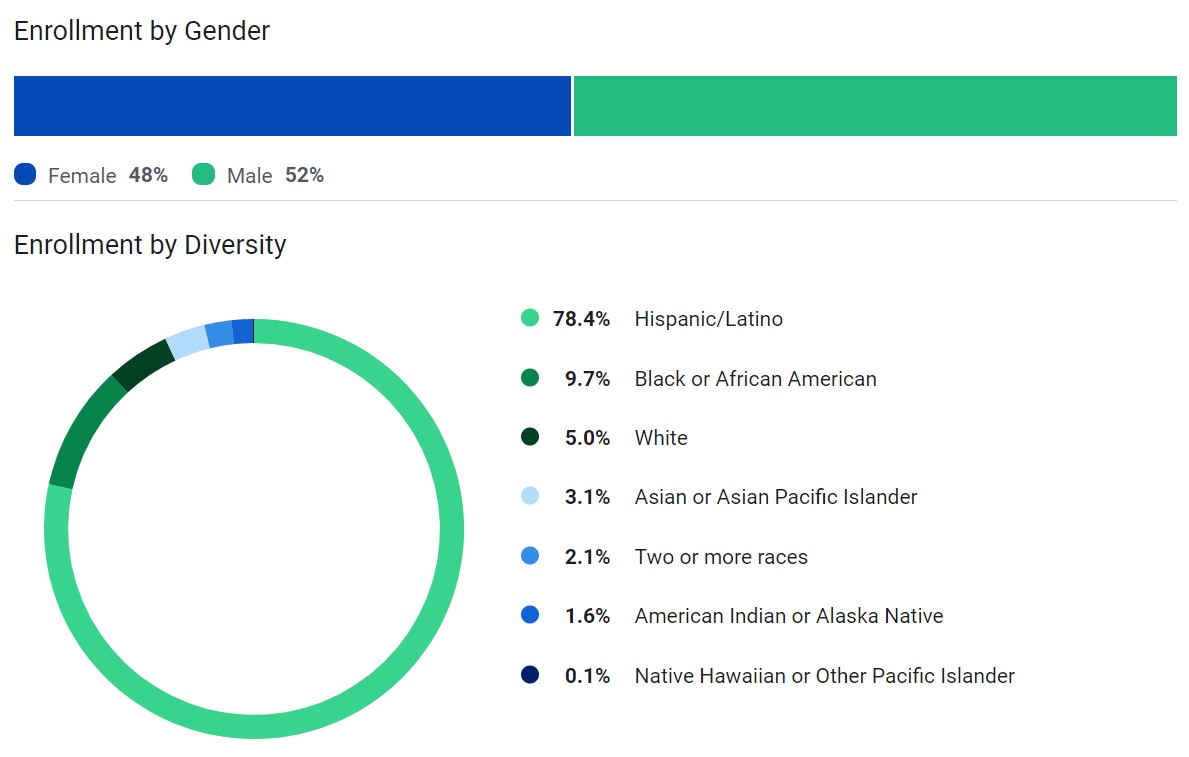 Enrollment by Gender
Female 48% Male 52%
Enrollment by Diversity
78.4% Hispanic/Latino
9.7% Black or African American
5.0% White
3.1% Asian or Asian Pacific Islander
2.1% Two or more races
1.6% American Indian or Alaska Native
0.1% Native Hawaiian or Other Pacific Islander